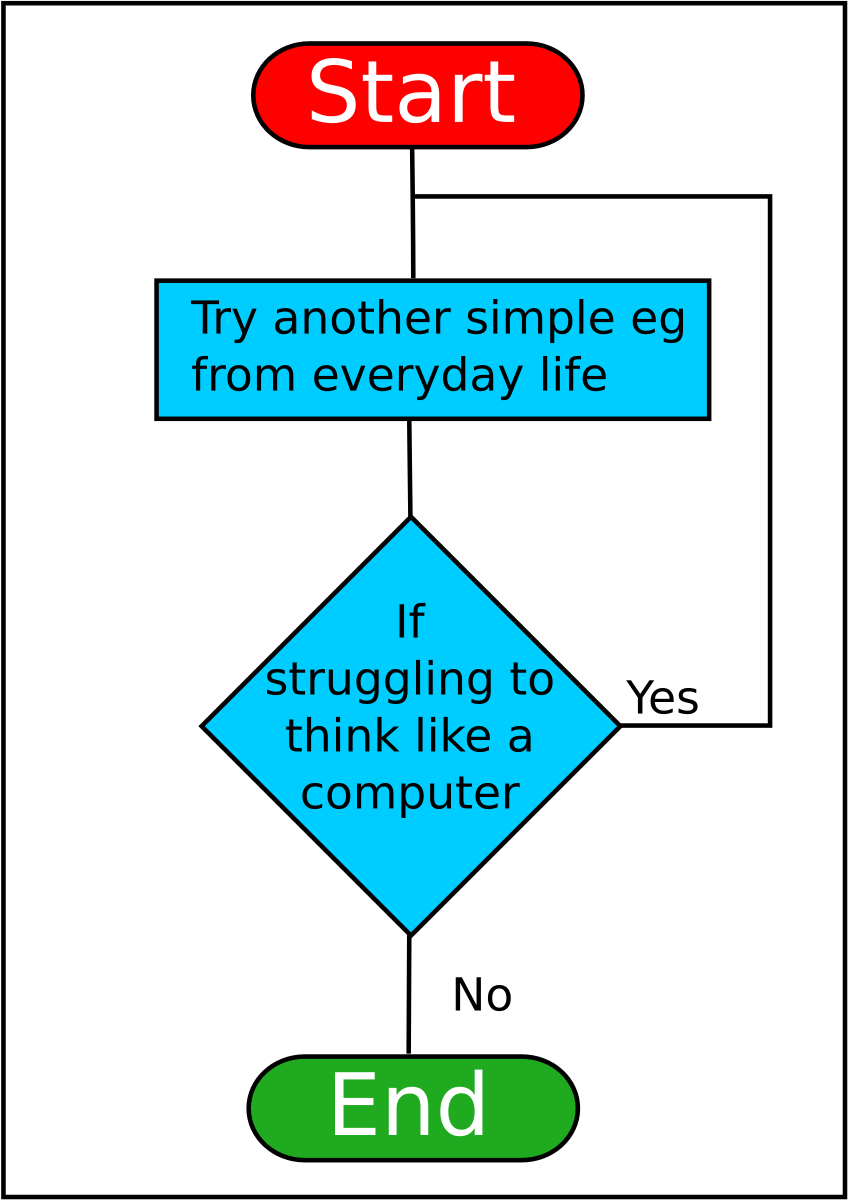 Start
Try another simple eg
from everyday life
If
struggling to
think like a
computer
Yes
No
End